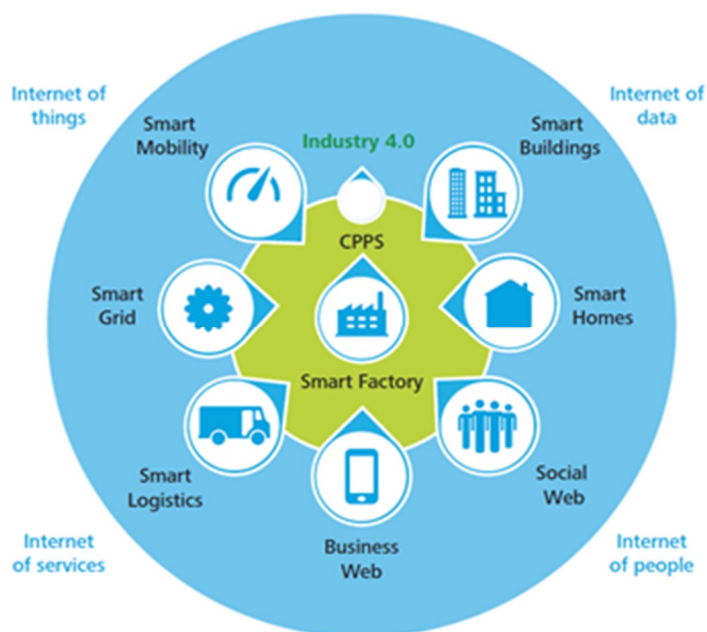 Internet of
things
Internet of
data
Smart
Mobility
Industry 4.0
Smart
Buildings
CPPS
Smart
Grid
Smart
Homes
Smart Factory
Smart
Logistics
Social
Web
Business
Web
Internet
of services
Internet
of people